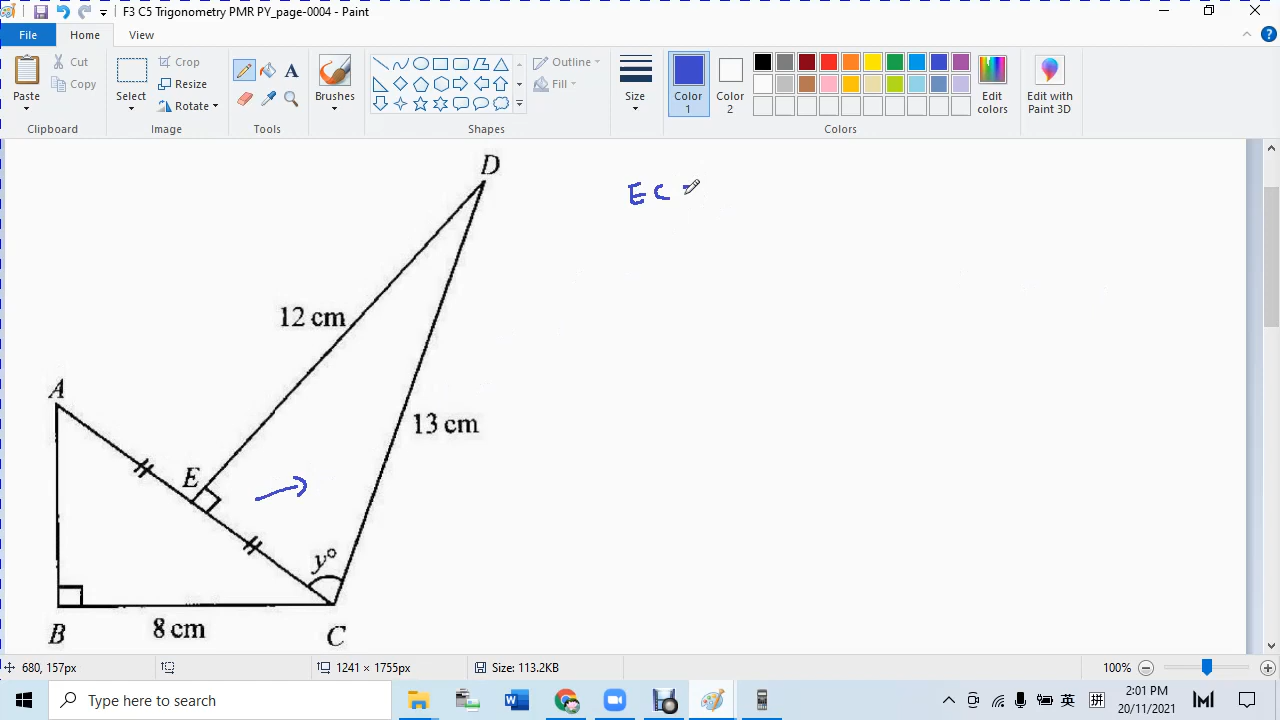 F3 C5 Trigonometry PMR PY_page-0004 - Paint
File Home View
Paste Cut Copy Clipboard
Select Crop Resize Rotate Image
A Tools
Brushes
Outline Fill Shapes
Size
Color 1 Color 2 Edit colors Colors
Edit with Paint 3D
D
E C =
12 cm
A
13 cm
E
y°
B
8 cm
C
680, 157px 1241 × 1755px Size: 113.2KB 100%
Type here to search
英 拼 2:01 PM
20/11/2021